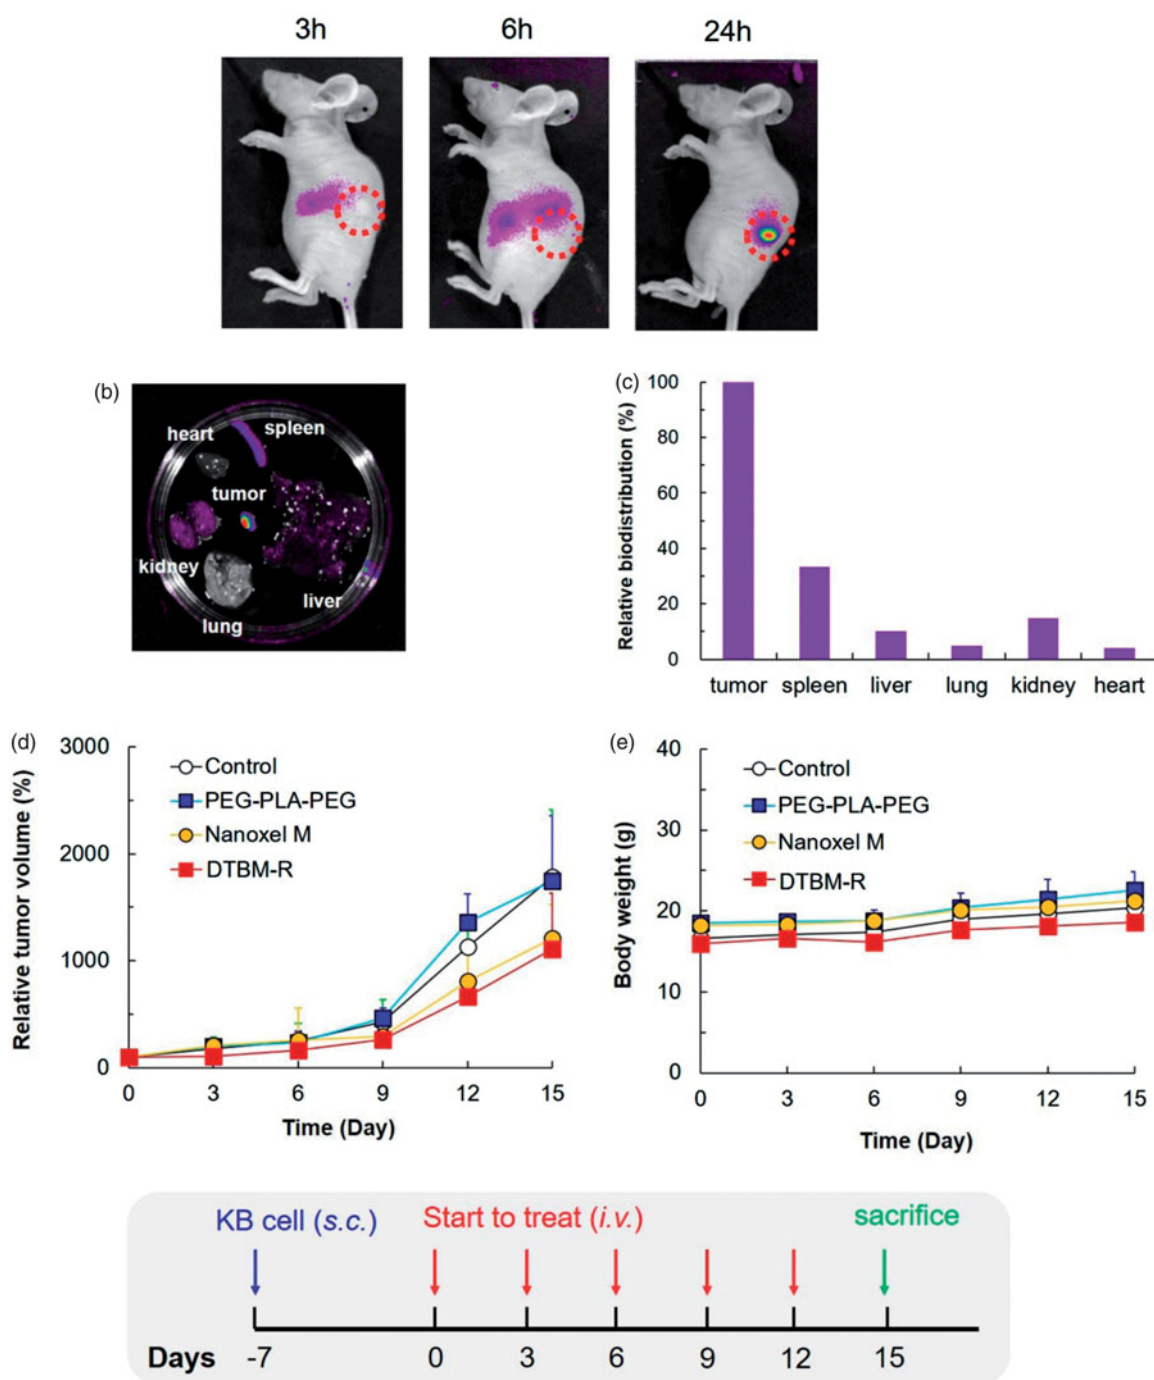 3h 6h 24h
(b)
heart
spleen
tumor
kidney
liver
lung
(c)
Relative biodistribution (%)
100
80
60
40
20
0
tumor spleen liver lung kidney heart
(d)
Relative tumor volume (%)
3000
2000
1000
0
Control
PEG-PLA-PEG
Nanoxel M
DTBM-R
0 3 6 9 12 15
Time (Day)
(e)
Body weight (g)
40
30
20
10
0
Control
PEG-PLA-PEG
Nanoxel M
DTBM-R
0 3 6 9 12 15
Time (Day)
KB cell (s.c.) Start to treat (i.v.) sacrifice
Days -7 0 3 6 9 12 15